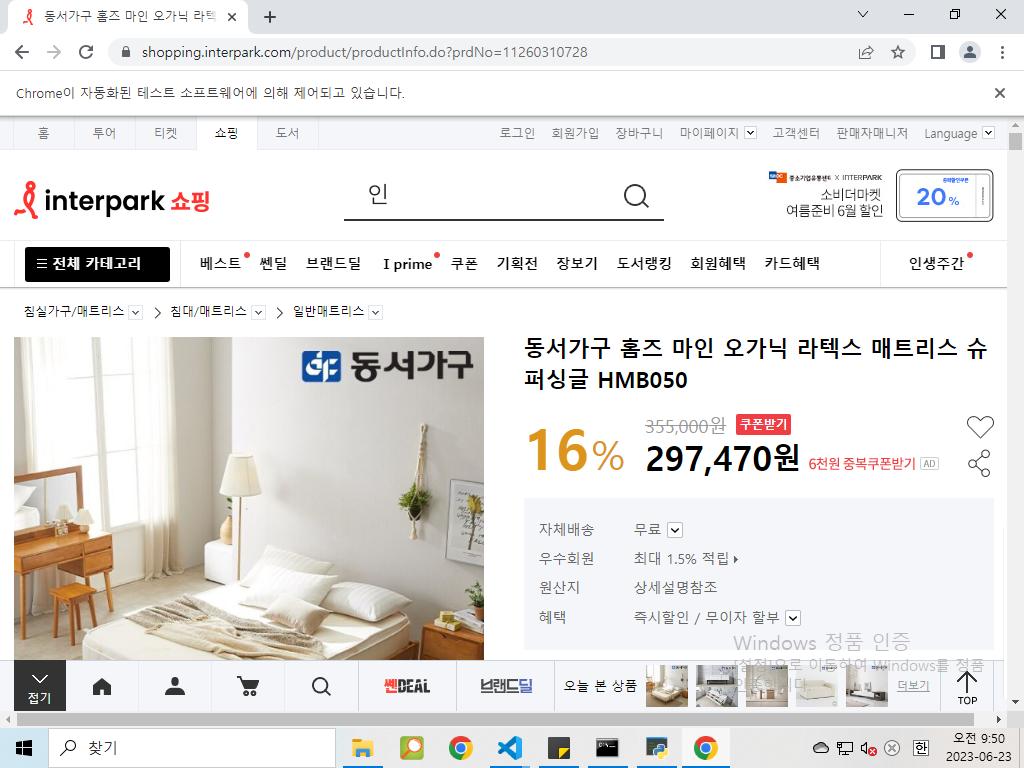 동서가구 홈즈 마인 오가닉 라텍
shopping.interpark.com/product/productInfo.do?prdNo=11260310728
Chrome이 자동화된 테스트 소프트웨어에 의해 제어되고 있습니다.
홈 투어 티켓 쇼핑 도서 로그인 회원가입 장바구니 마이페이지 고객센터 판매자매니저 Language
interpark 쇼핑
인
중소기업유통센터 X INTERPARK
소비더마켓
여름준비 6월 할인
20%
전체 카테고리 베스트 쎈딜 브랜드딜 I prime 쿠폰 기획전 장보기 도서랭킹 회원혜택 카드혜택 인생주간
침실가구/매트리스 침대/매트리스 일반매트리스
동서가구
동서가구 홈즈 마인 오가닉 라텍스 매트리스 슈
퍼싱글 HMB050
16%
355,000원 쿠폰받기
297,470원 6천원 중복쿠폰받기 AD
자체배송 무료
우수회원 최대 1.5% 적립
원산지 상세설명참조
혜택 즉시할인 / 무이자 할부
Windows 정품 인증
[설정]으로 이동하여 Windows를 정품
접기
쎈DEAL
브랜드딜
오늘 본 상품
더보기
TOP
찾기
한
오전 9:50
2023-06-23